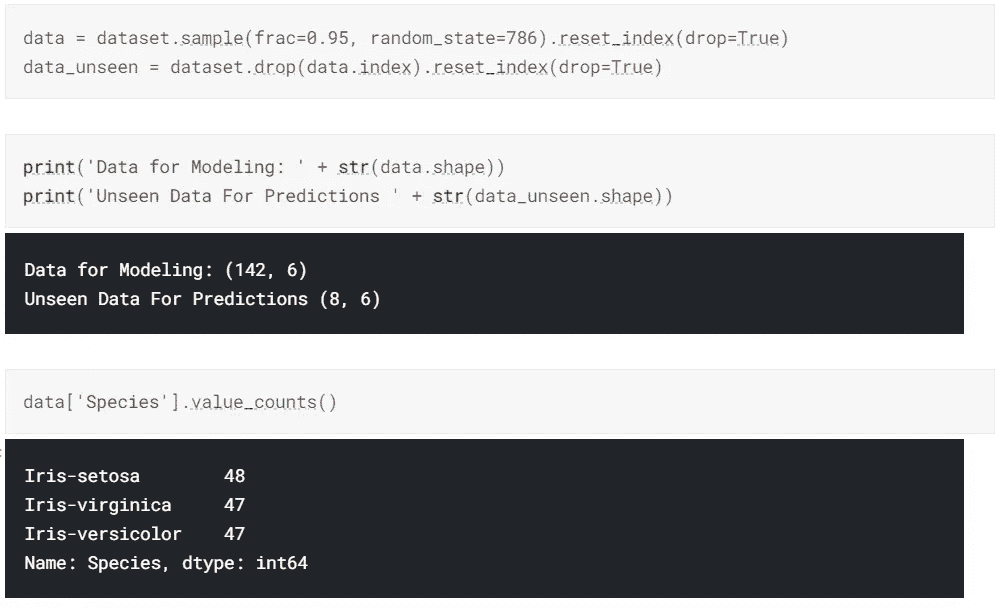 data = dataset.sample(frac=0.95, random_state=786).reset_index(drop=True)
data_unseen = dataset.drop(data.index).reset_index(drop=True)
print('Data for Modeling: ' + str(data.shape))
print('Unseen Data For Predictions ' + str(data_unseen.shape))
Data for Modeling: (142, 6)
Unseen Data For Predictions (8, 6)
data['Species'].value_counts()
Iris-setosa        48
Iris-virginica     47
Iris-versicolor    47
Name: Species, dtype: int64